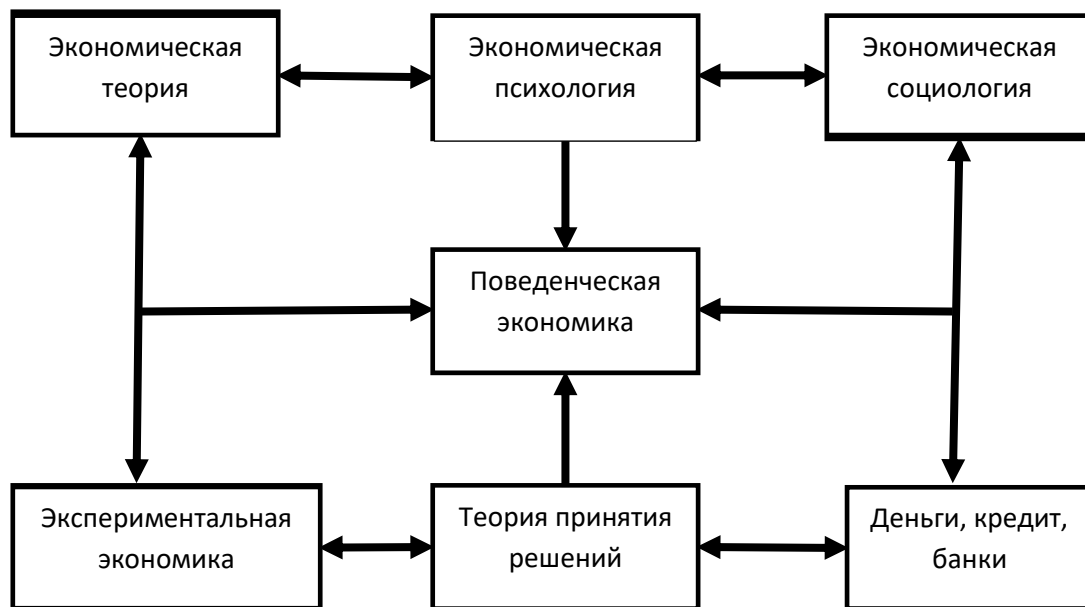 Экономическая
теория
Экономическая
психология
Экономическая
социология
Поведенческая
экономика
Экспериментальная
экономика
Теория принятия
решений
Деньги, кредит,
банки